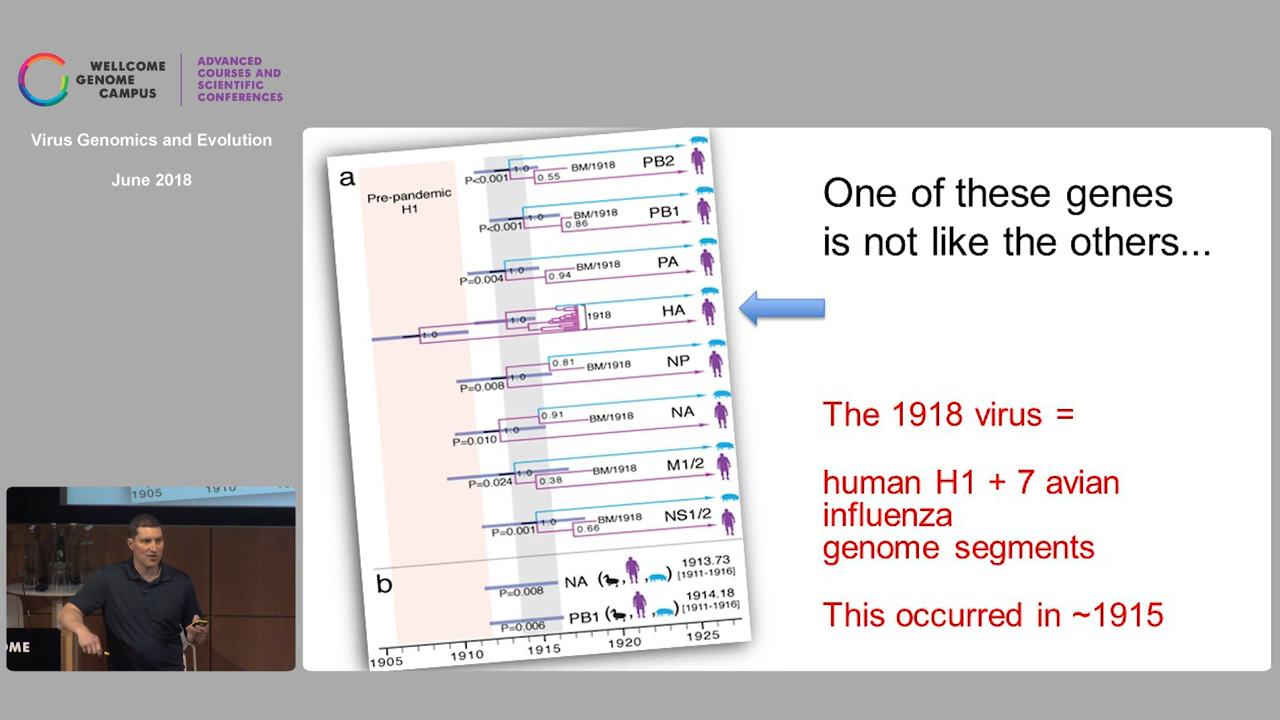 WELLCOME
GENOME
CAMPUS
ADVANCED
COURSES AND
SCIENTIFIC
CONFERENCES
Virus Genomics and Evolution
June 2018
a
Pre-pandemic
H1
P<0.001
1.0
BM/1918
0.55
PB2
P<0.001
1.0
BM/1918
0.86
PB1
P=0.004
1.0
BM/1918
0.94
PA
1.0
1.0
1918
HA
P=0.008
1.0
0.81
BM/1918
NP
P=0.010
1.0
0.91
BM/1918
NA
P=0.024
1.0
BM/1918
0.38
M1/2
P=0.001
1.0
BM/1918
0.66
NS1/2
b
P=0.008
NA ( , , )
1913.73
[1911-1916]
P=0.006
PB1 ( , , )
1914.18
[1911-1916]
1905 1910 1915 1920 1925
One of these genes
is not like the others...
The 1918 virus =
human H1 + 7 avian
influenza
genome segments
This occurred in ~1915
1905 1910
OME